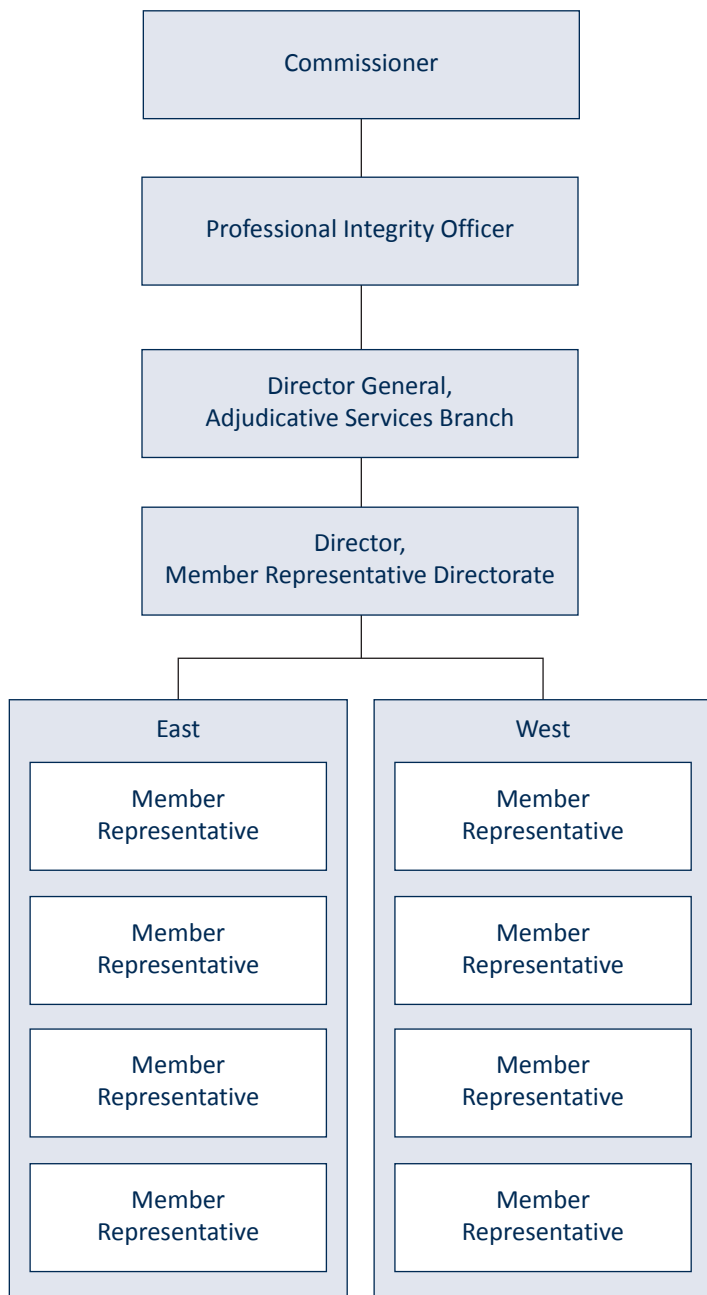 Commissioner
Professional Integrity Officer
Director General,
Adjudicative Services Branch
Director,
Member Representative Directorate
East
Member
Representative
Member
Representative
Member
Representative
Member
Representative
West
Member
Representative
Member
Representative
Member
Representative
Member
Representative